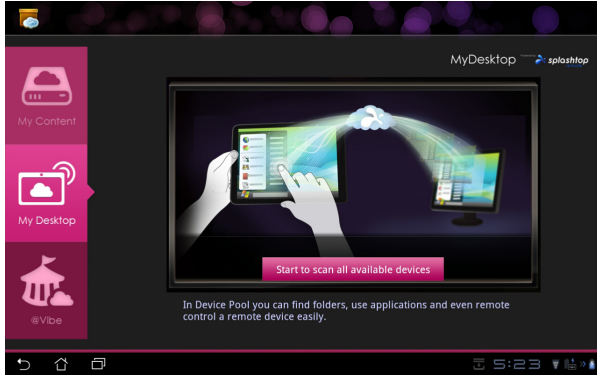 MyDesktop
splashtop
My Content
My Desktop
@Vibe
Start to scan all available devices
In Device Pool you can find folders, use applications and even remote
control a remote device easily.
5:23